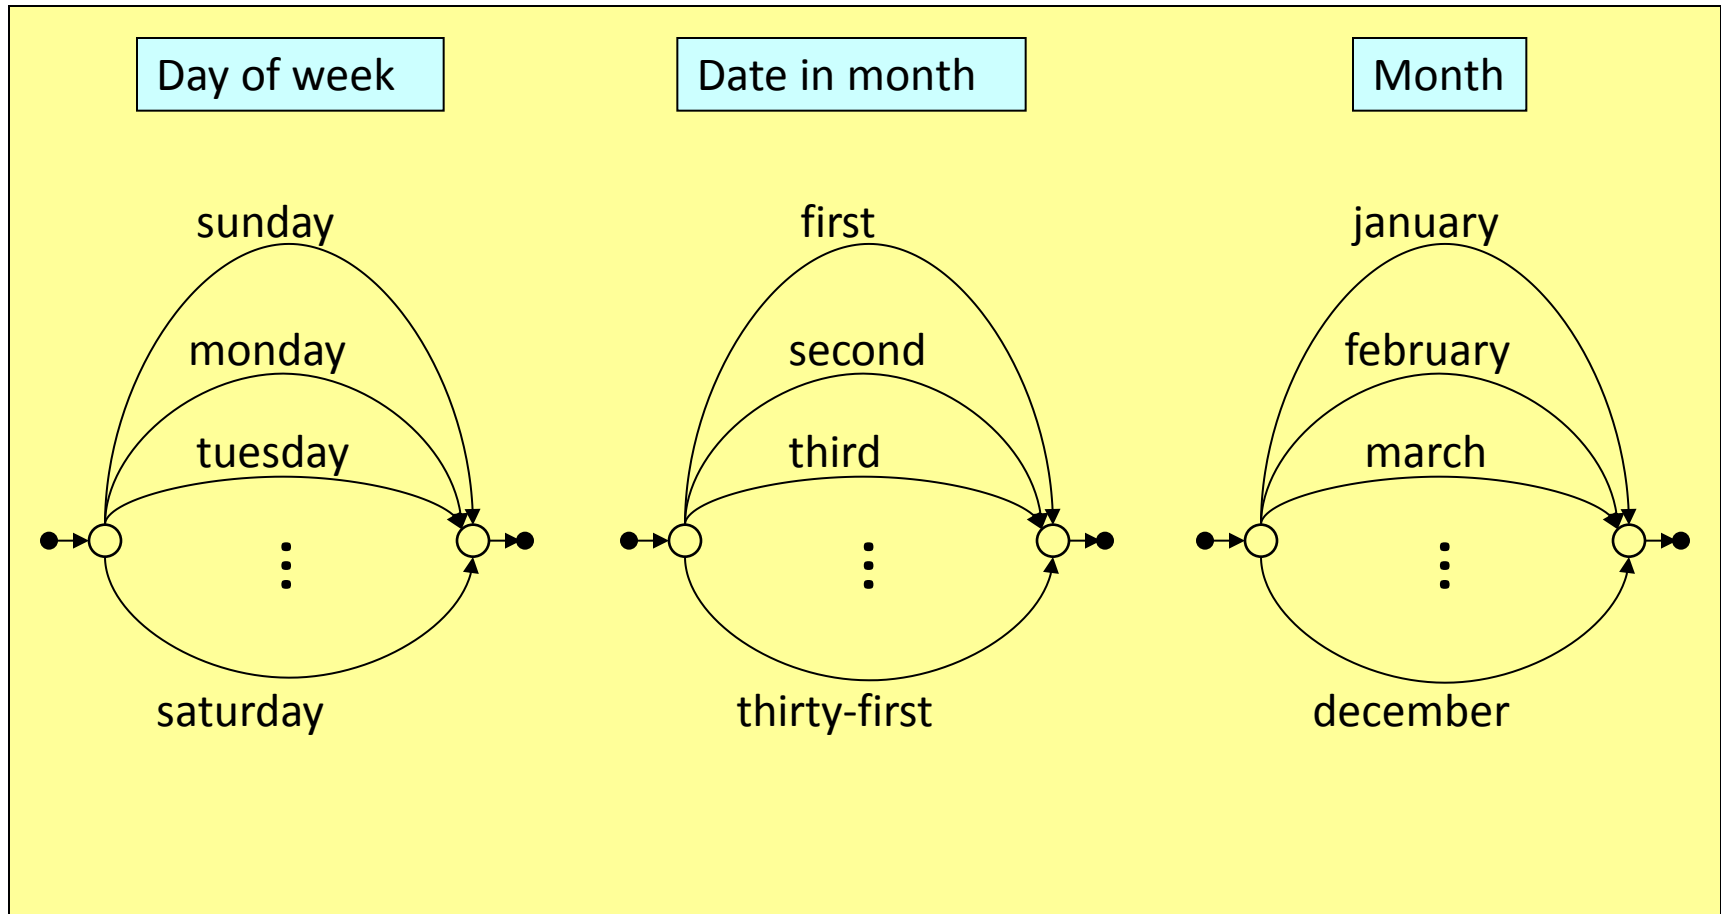 Day of week
Date in month
Month
sunday
first
january
monday
second
february
tuesday
third
march
saturday
thirty-first
december